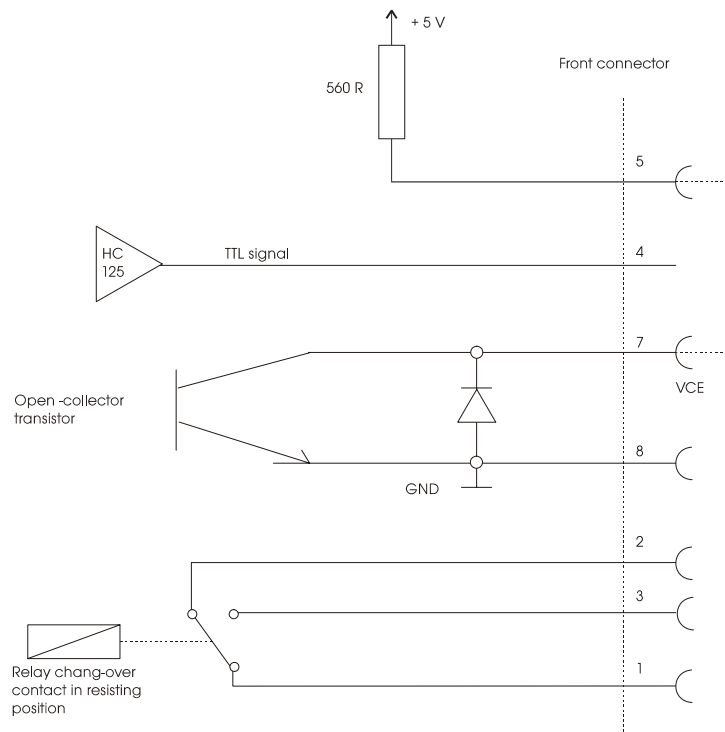 + 5 V
560 R
Front connector
5
HC
125
TTL signal
4
7
VCE
Open -collector
transistor
8
GND
2
3
1
Relay chang-over
contact in resisting
position